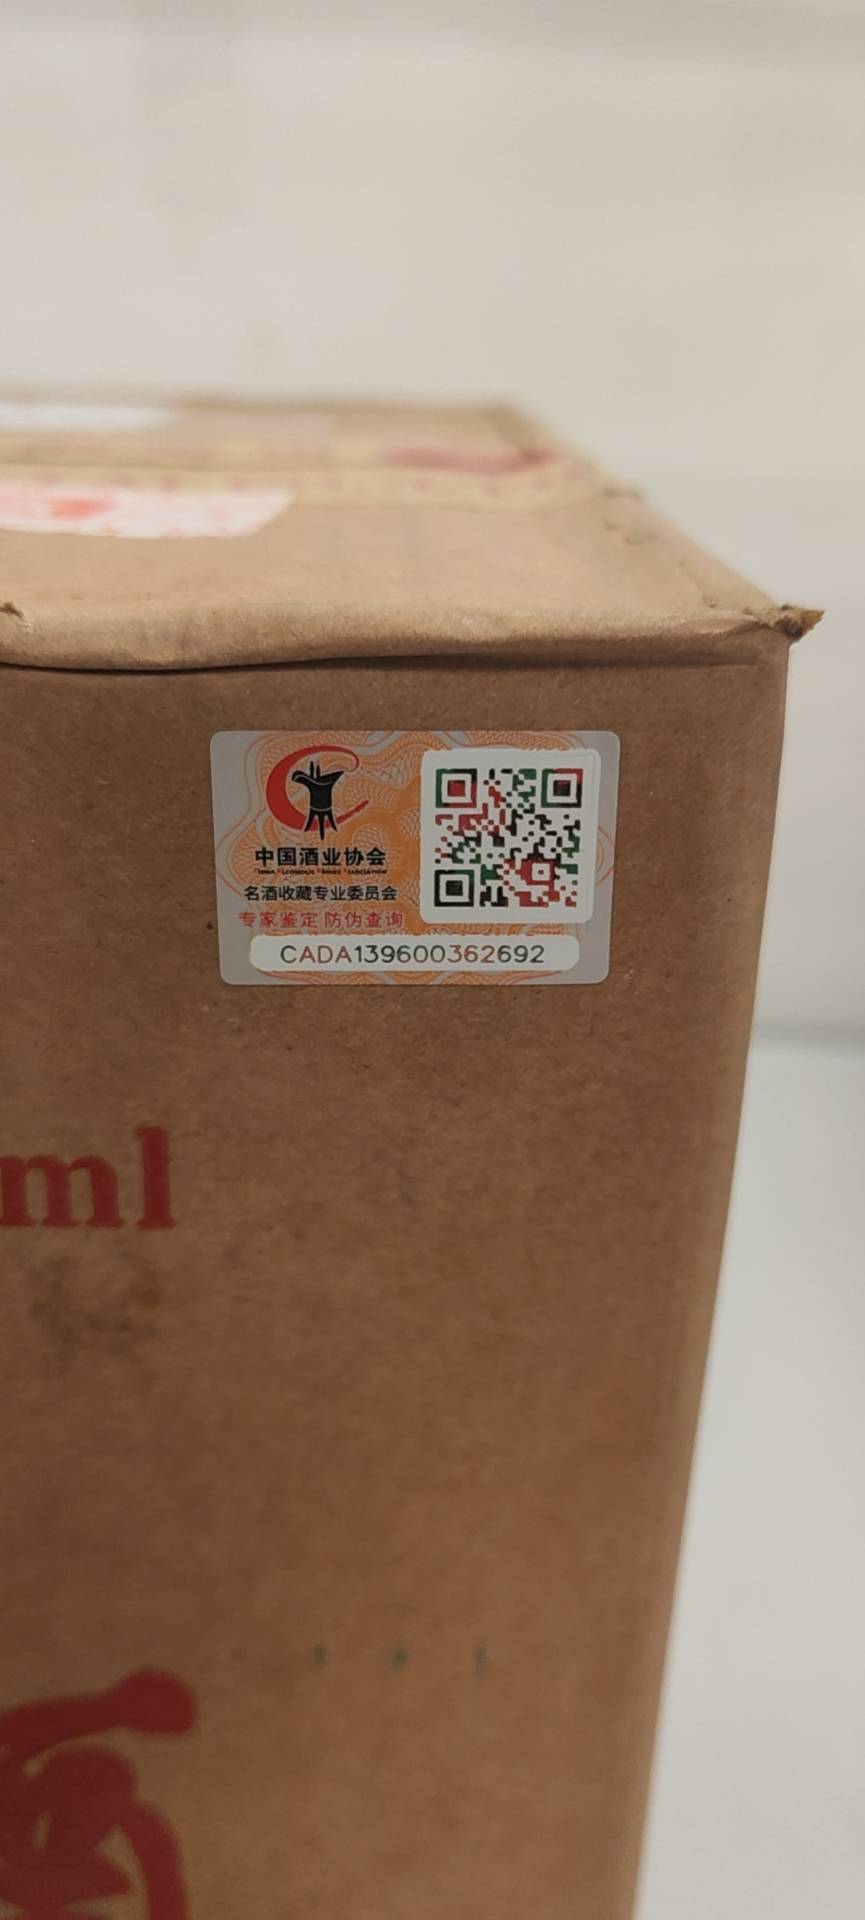 中国酒业协会
名酒收藏专业委员会
专家鉴定 防伪查询
CADA139600362692
ml